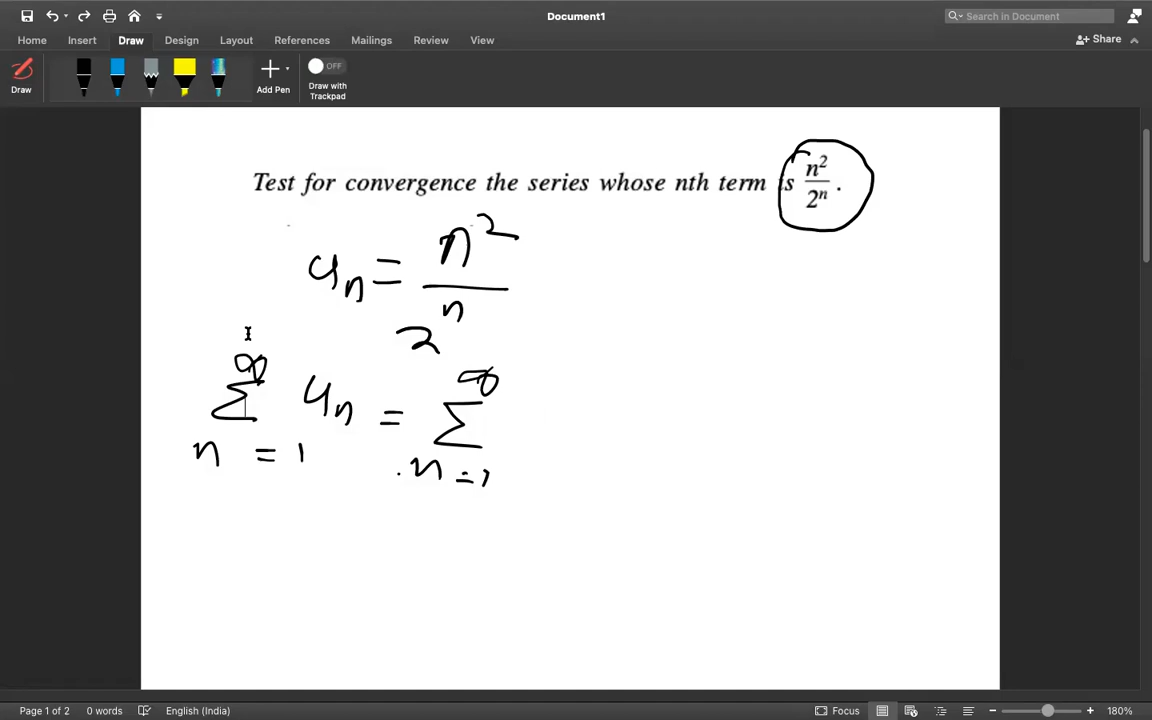 Document1
Search in Document
Home Insert Draw Design Layout References Mailings Review View
Share
Draw
Add Pen
OFF
Draw with
Trackpad
Test for convergence the series whose nth term is n²/2ⁿ.
uₙ = n²/2ⁿ
∞ ∞
Σ uₙ = Σ
n = 1 n = 1
Page 1 of 2 0 words English (India) Focus 180%